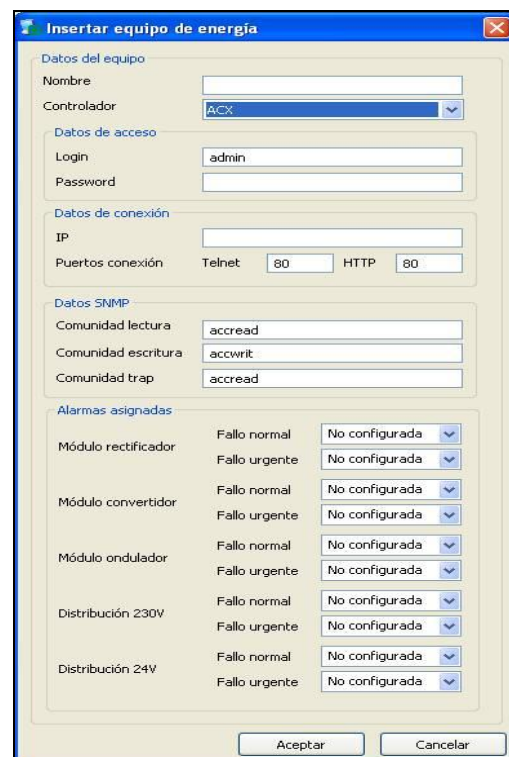 Insertar equipo de energía
Datos del equipo
Nombre
Controlador ACX
Datos de acceso
Login admin
Password
Datos de conexión
IP
Puertos conexión Telnet 80 HTTP 80
Datos SNMP
Comunidad lectura accread
Comunidad escritura accwrit
Comunidad trap accread
Alarmas asignadas
Módulo rectificador
Fallo normal No configurada
Fallo urgente No configurada
Módulo convertidor
Fallo normal No configurada
Fallo urgente No configurada
Módulo ondulador
Fallo normal No configurada
Fallo urgente No configurada
Distribución 230V
Fallo normal No configurada
Fallo urgente No configurada
Distribución 24V
Fallo normal No configurada
Fallo urgente No configurada
Aceptar Cancelar